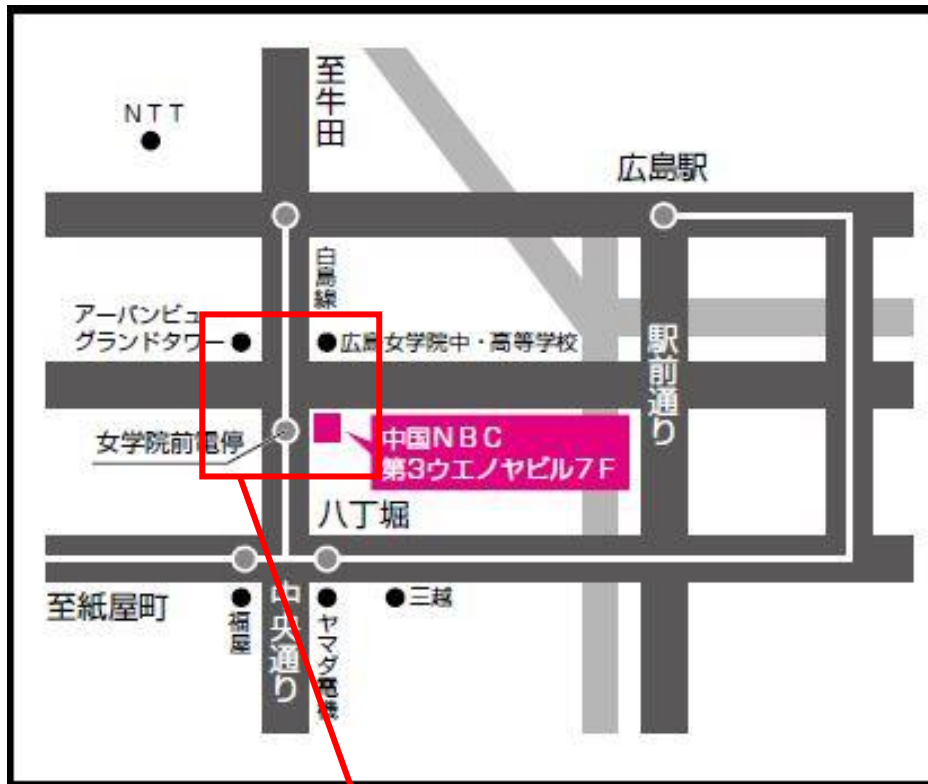 至牛田
NTT
広島駅
白島線
アーバンビュー
グランドタワー
広島女学院中・高等学校
駅前通り
女学院前電停
中国NBC
第3ウエノヤビル7F
八丁堀
至紙屋町
福屋
中央通り
ヤマダ電機
三越